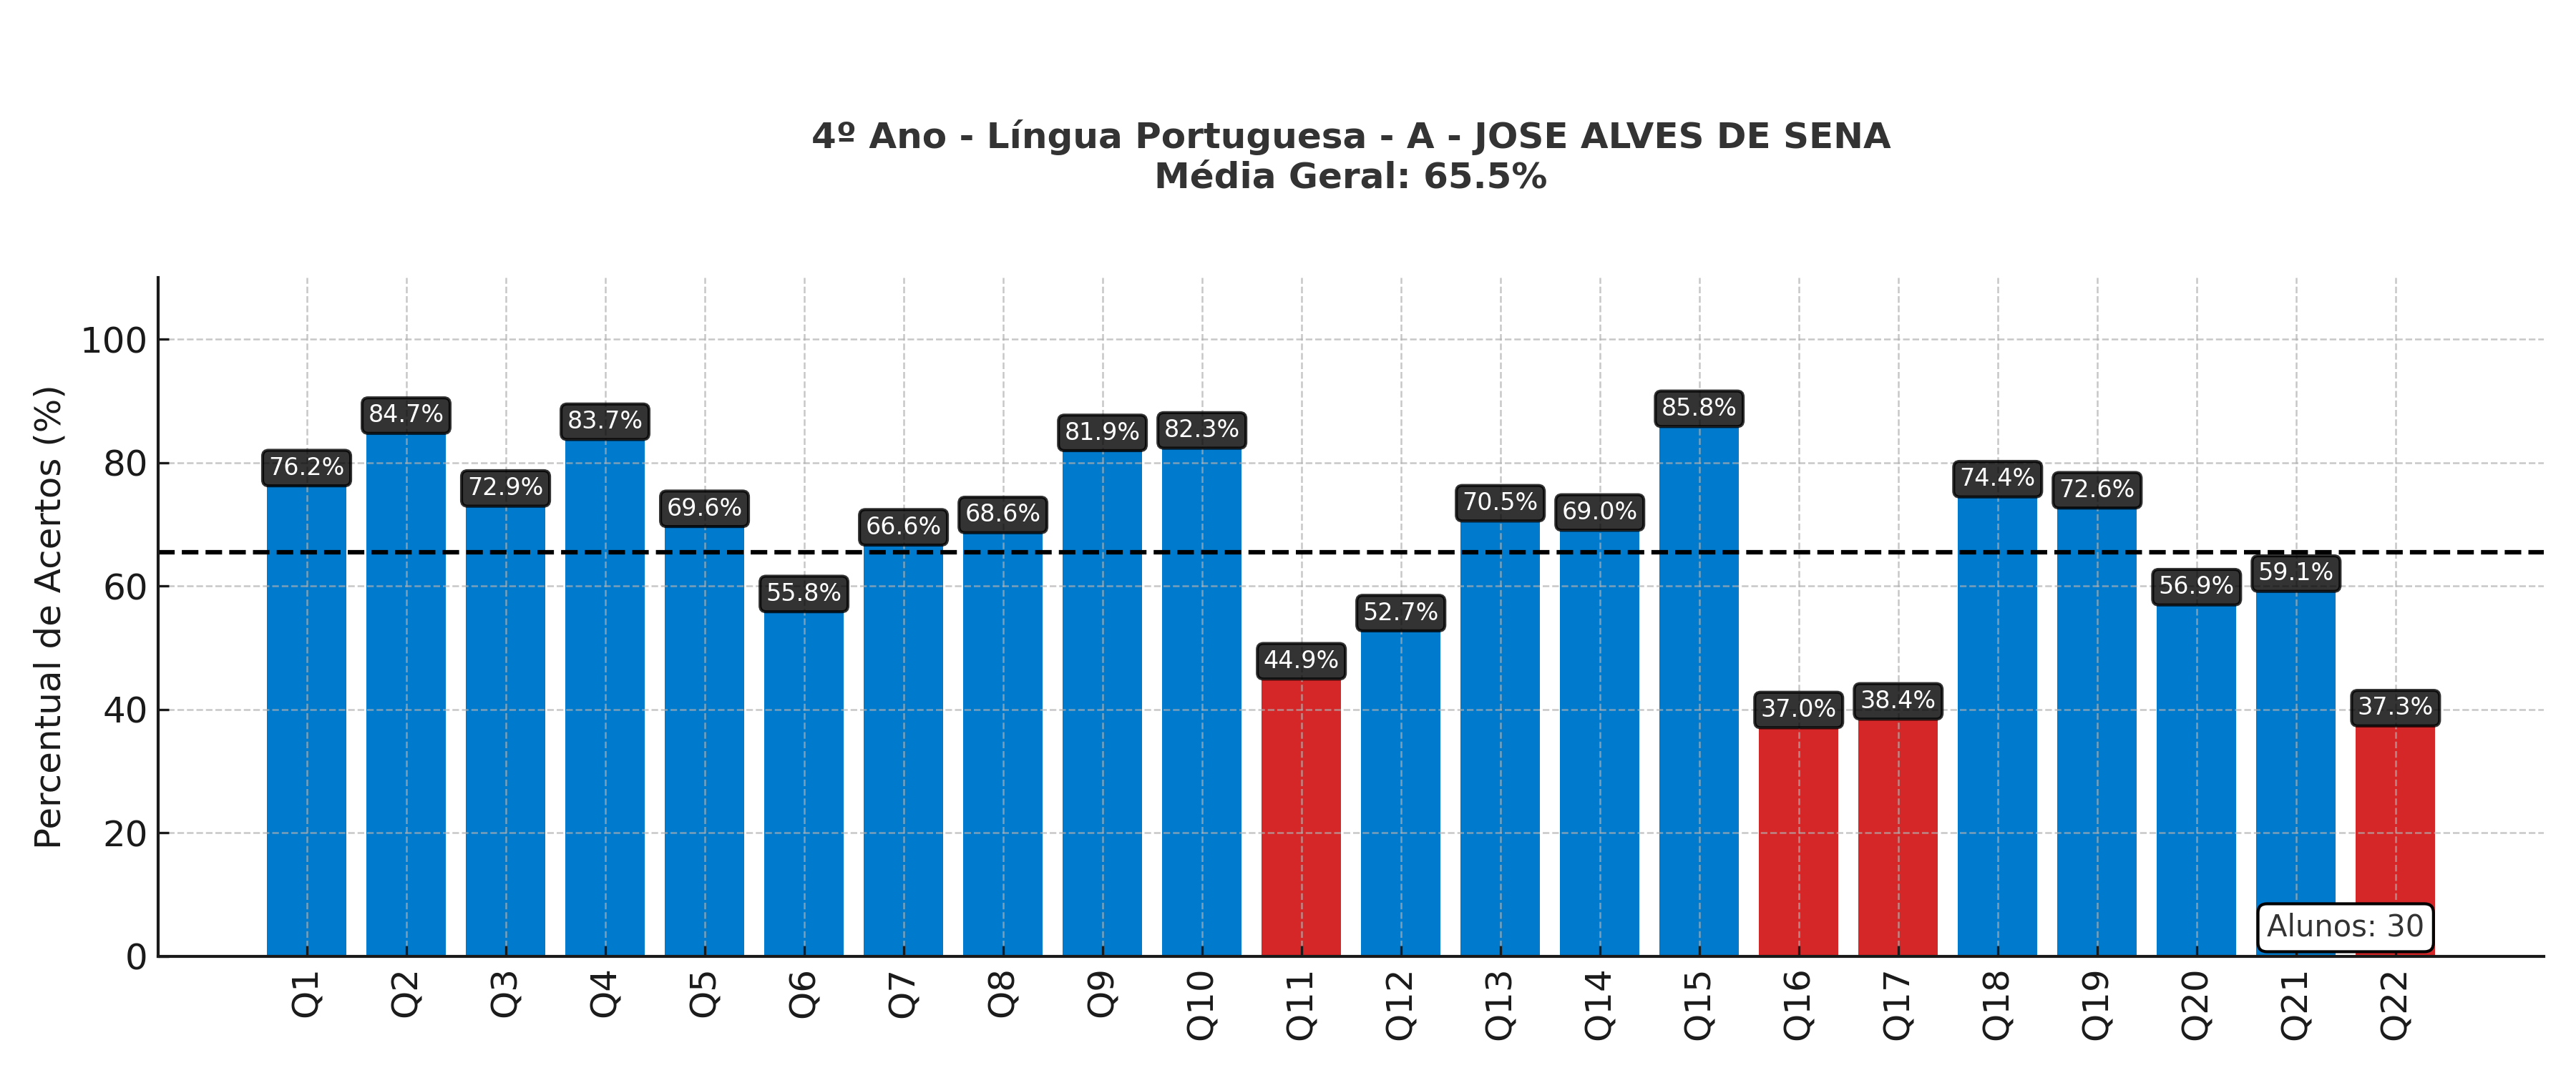 4º Ano - Língua Portuguesa - A - JOSE ALVES DE SENA
Média Geral: 65.5%
Percentual de Acertos (%)
100
80
60
40
20
0
76.2%
84.7%
72.9%
83.7%
69.6%
55.8%
66.6%
68.6%
81.9%
82.3%
44.9%
52.7%
70.5%
69.0%
85.8%
37.0%
38.4%
74.4%
72.6%
56.9%
59.1%
37.3%
Alunos: 30
Q1
Q2
Q3
Q4
Q5
Q6
Q7
Q8
Q9
Q10
Q11
Q12
Q13
Q14
Q15
Q16
Q17
Q18
Q19
Q20
Q21
Q22